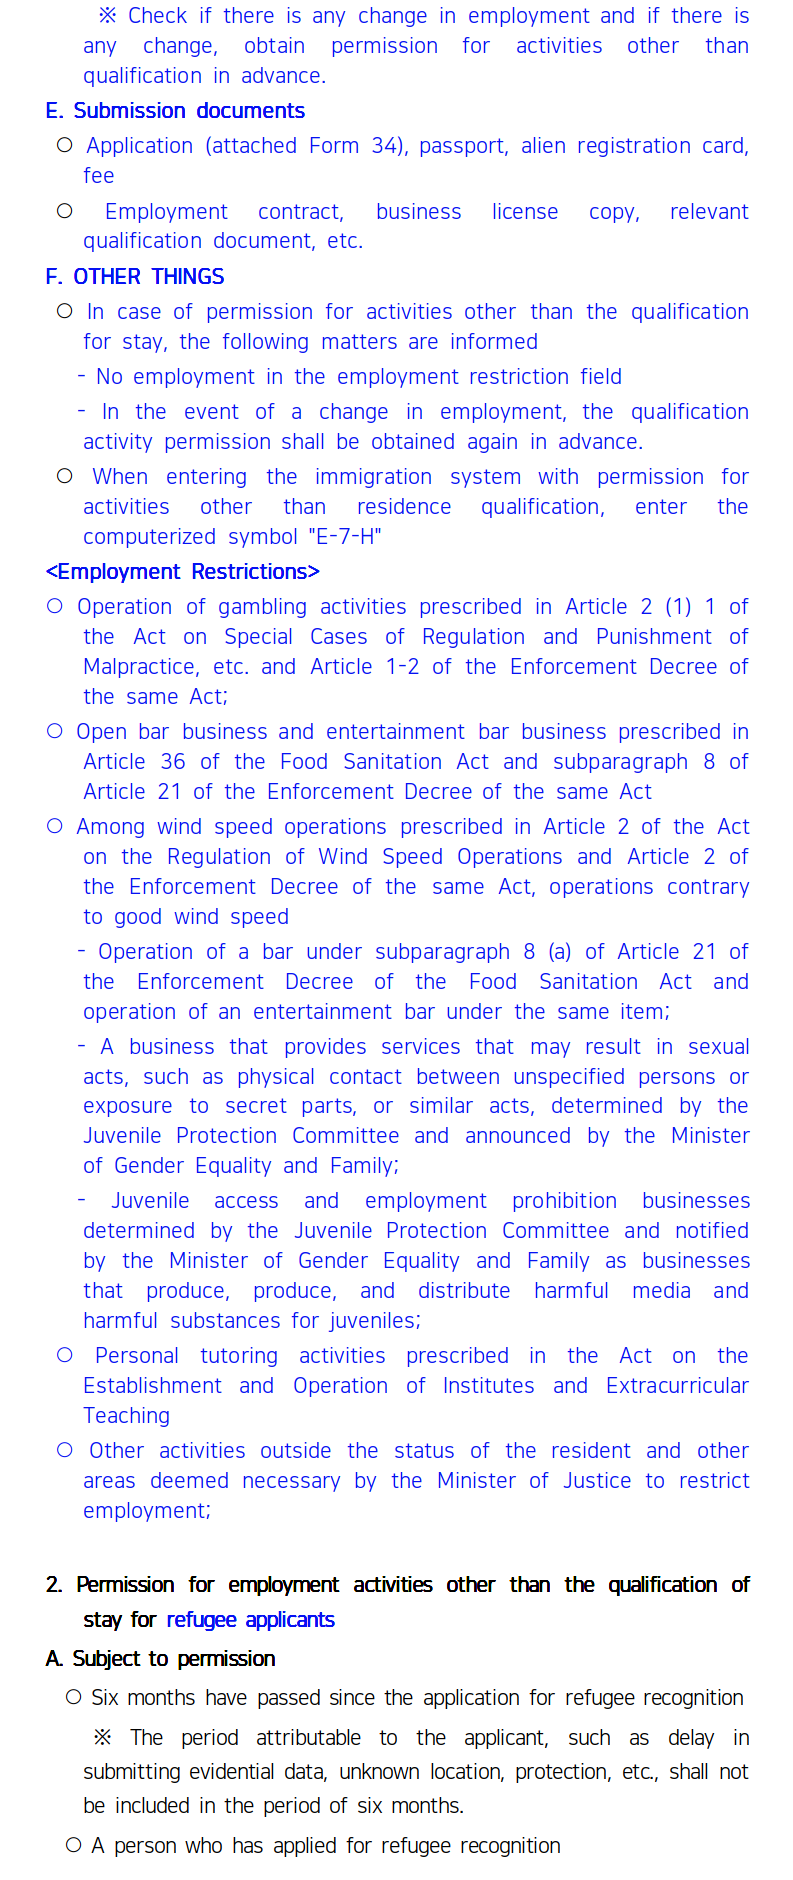 ※ Check if there is any change in employment and if there is
any change, obtain permission for activities other than
qualification in advance.
E. Submission documents
○ Application (attached Form 34), passport, alien registration card,
fee
○ Employment contract, business license copy, relevant
qualification document, etc.
F. OTHER THINGS
○ In case of permission for activities other than the qualification
for stay, the following matters are informed
- No employment in the employment restriction field
- In the event of a change in employment, the qualification
activity permission shall be obtained again in advance.
○ When entering the immigration system with permission for
activities other than residence qualification, enter the
computerized symbol "E-7-H"
<Employment Restrictions>
○ Operation of gambling activities prescribed in Article 2 (1) 1 of
the Act on Special Cases of Regulation and Punishment of
Malpractice, etc. and Article 1-2 of the Enforcement Decree of
the same Act;
○ Open bar business and entertainment bar business prescribed in
Article 36 of the Food Sanitation Act and subparagraph 8 of
Article 21 of the Enforcement Decree of the same Act
○ Among wind speed operations prescribed in Article 2 of the Act
on the Regulation of Wind Speed Operations and Article 2 of
the Enforcement Decree of the same Act, operations contrary
to good wind speed
- Operation of a bar under subparagraph 8 (a) of Article 21 of
the Enforcement Decree of the Food Sanitation Act and
operation of an entertainment bar under the same item;
- A business that provides services that may result in sexual
acts, such as physical contact between unspecified persons or
exposure to secret parts, or similar acts, determined by the
Juvenile Protection Committee and announced by the Minister
of Gender Equality and Family;
- Juvenile access and employment prohibition businesses
determined by the Juvenile Protection Committee and notified
by the Minister of Gender Equality and Family as businesses
that produce, produce, and distribute harmful media and
harmful substances for juveniles;
○ Personal tutoring activities prescribed in the Act on the
Establishment and Operation of Institutes and Extracurricular
Teaching
○ Other activities outside the status of the resident and other
areas deemed necessary by the Minister of Justice to restrict
employment;
2. Permission for employment activities other than the qualification of
stay for refugee applicants
A. Subject to permission
○ Six months have passed since the application for refugee recognition
※ The period attributable to the applicant, such as delay in
submitting evidential data, unknown location, protection, etc., shall not
be included in the period of six months.
○ A person who has applied for refugee recognition